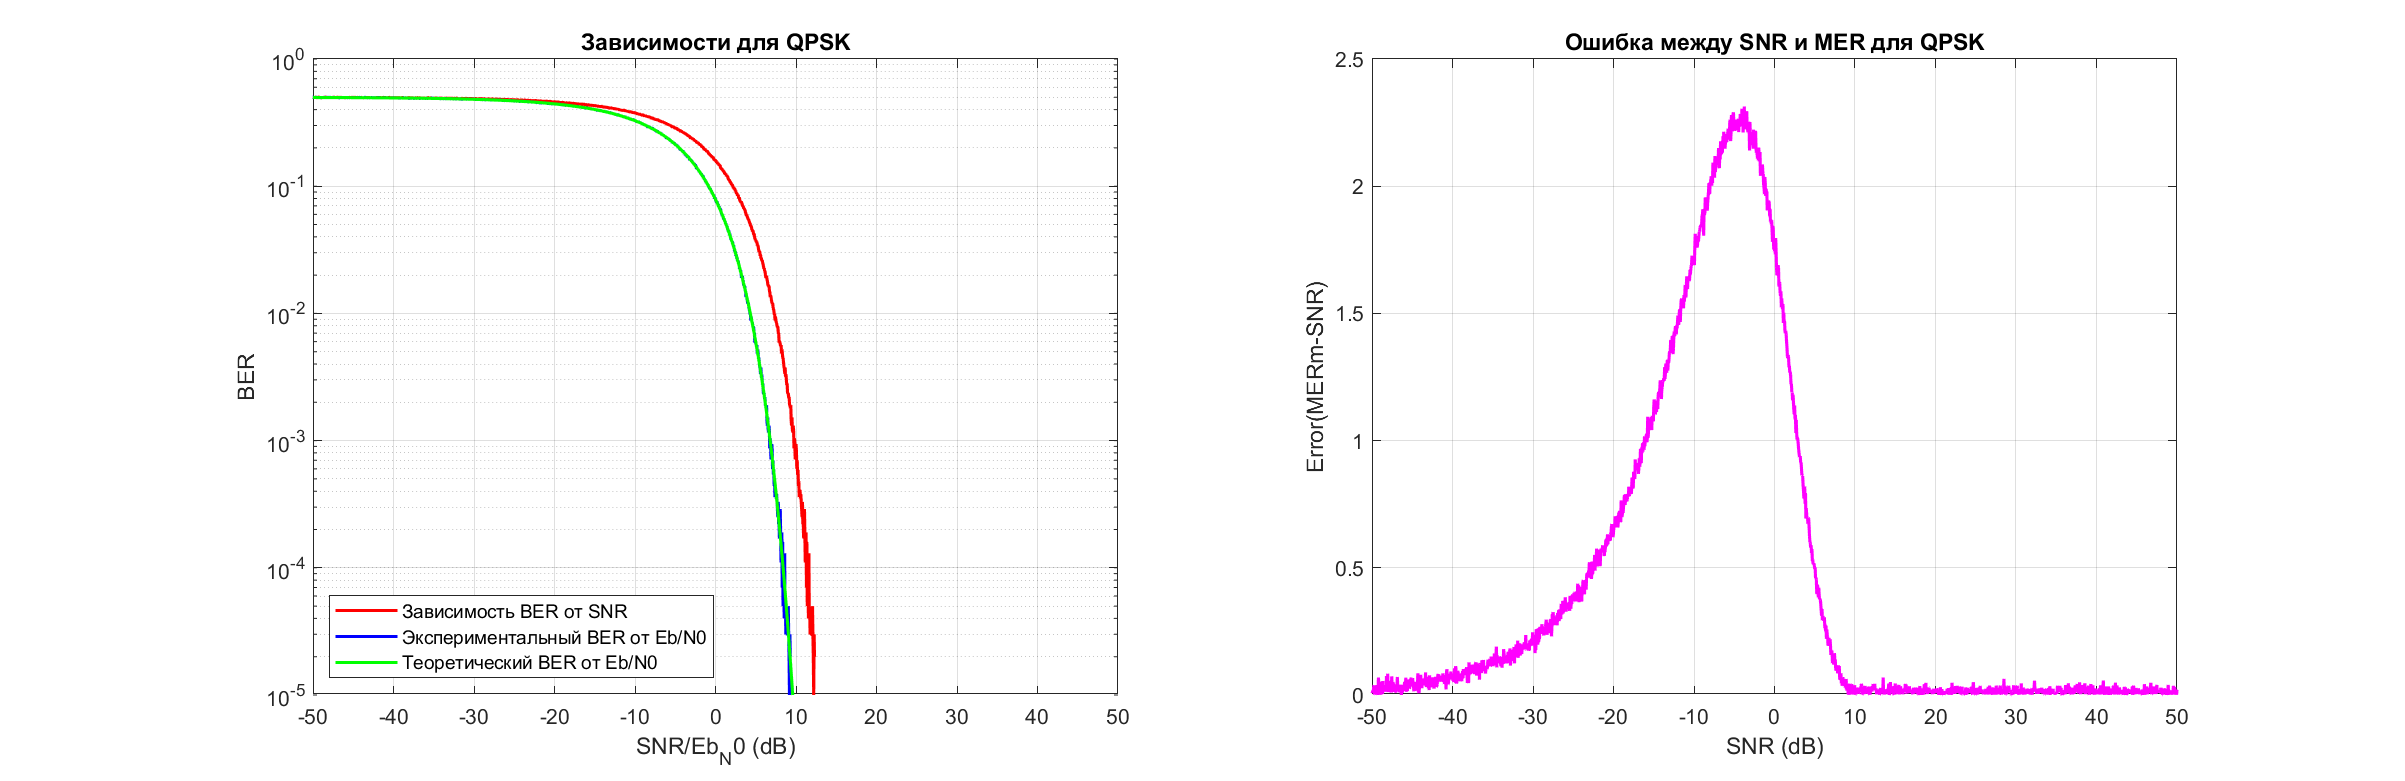 Зависимости для QPSK
10^0
10^-1
10^-2
10^-3
10^-4
10^-5
BER
Зависимость BER от SNR
Экспериментальный BER от Eb/N0
Теоретический BER от Eb/N0
-50 -40 -30 -20 -10 0 10 20 30 40 50
SNR/Eb_N0 (dB)
Ошибка между SNR и MER для QPSK
2.5
2
1.5
1
0.5
0
Error(MERm-SNR)
-50 -40 -30 -20 -10 0 10 20 30 40 50
SNR (dB)